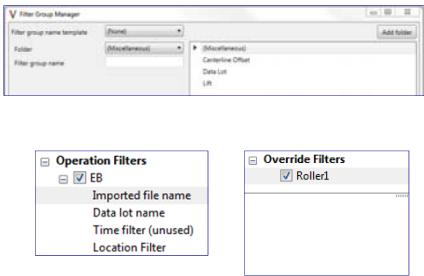 Filter Group Manager
Filter group name template
(None)
Add folder
Folder
(Miscellaneous)
(Miscellaneous)
Centerline Offset
Filter group name
Data Lot
Lift
Operation Filters
EB
Imported file name
Data lot name
Time filter (unused)
Location Filter
Override Filters
Roller1